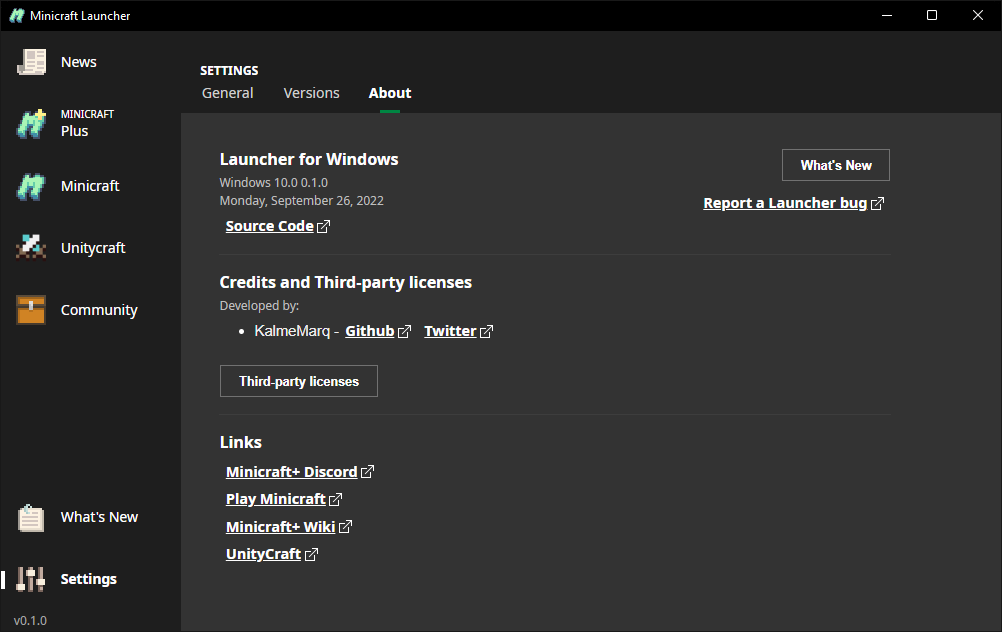 Minicraft Launcher
News
MINICRAFT
Plus
Minicraft
Unitycraft
Community
What's New
Settings
v0.1.0
SETTINGS
General Versions About
Launcher for Windows
Windows 10.0 0.1.0
Monday, September 26, 2022
Source Code
What's New
Report a Launcher bug
Credits and Third-party licenses
Developed by:
• KalmeMarq - Github Twitter
Third-party licenses
Links
Minicraft+ Discord
Play Minicraft
Minicraft+ Wiki
UnityCraft